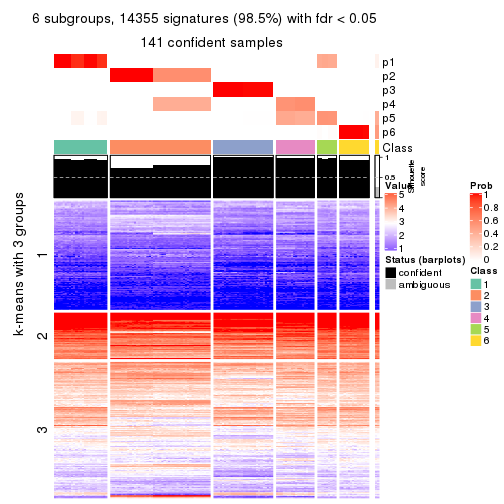 6 subgroups, 14355 signatures (98.5%) with fdr < 0.05
141 confident samples
p1
p2
p3
p4
p5
p6
Class
1
0.5
Silhouette
score
k-means with 3 groups
1
2
3
Value
5
4
3
2
1
Status (barplots)
confident
ambiguous
Prob
1
0.8
0.6
0.4
0.2
0
Class
1
2
3
4
5
6